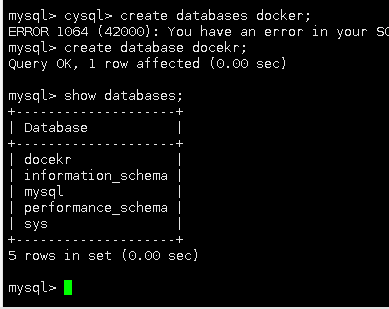 mysql> cysql> create databases docker;
ERROR 1064 (42000): You have an error in your SQ
mysql> create database docekr;
Query OK, 1 row affected (0.00 sec)

mysql> show databases;
+--------------------+
| Database           |
+--------------------+
| docekr             |
| information_schema |
| mysql              |
| performance_schema |
| sys                |
+--------------------+
5 rows in set (0.00 sec)

mysql>